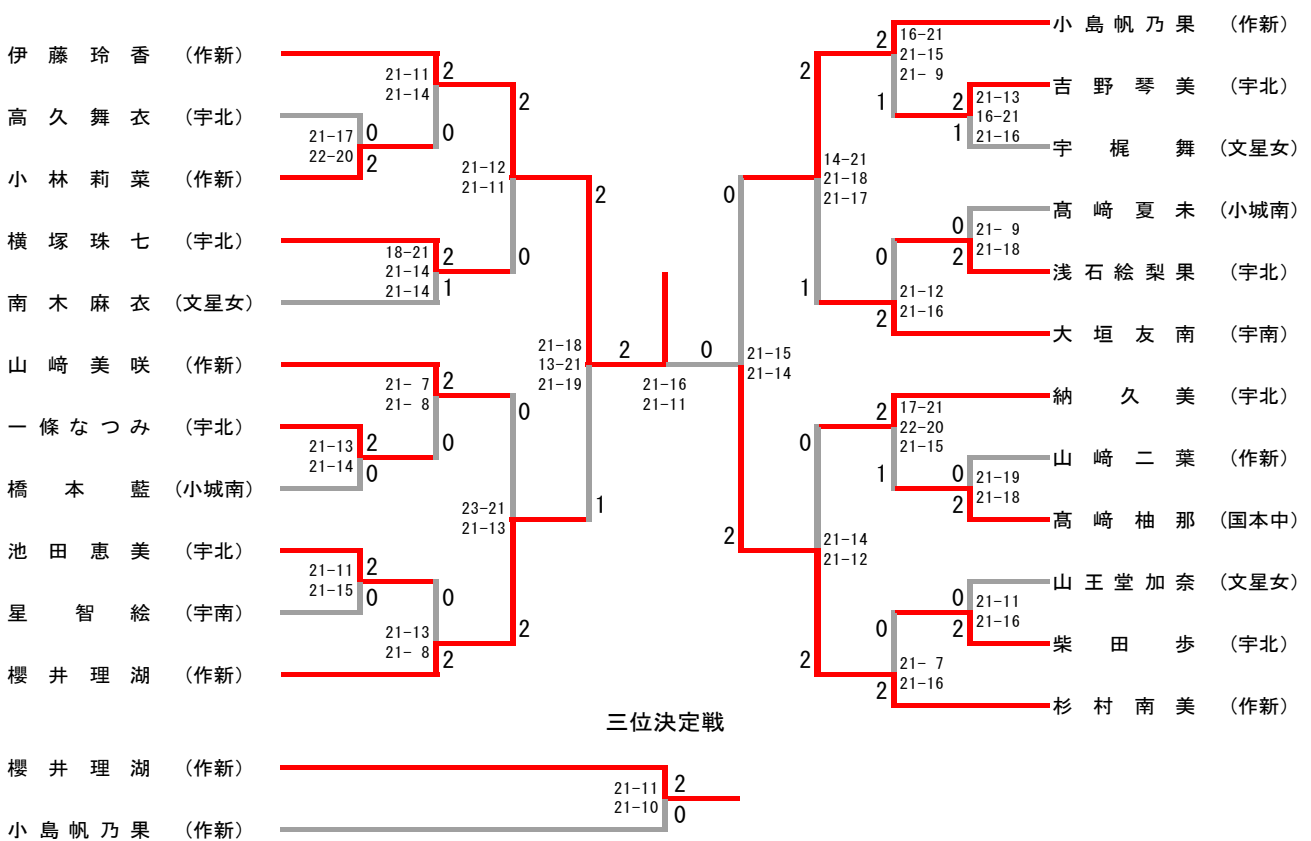 伊藤玲香 （作新）
21-11 2
21-14
高久舞衣 （宇北）
21-17 0 0
22-20 2
小林莉菜 （作新）
2
21-12
21-11
横塚珠七 （宇北）
18-21 2
21-14
21-14 1
0
南木麻衣 （文星女）
2
山﨑美咲 （作新）
21- 7 2
21- 8
0
一條なつみ （宇北）
21-13 2 0
21-14 0
橋本藍 （小城南）
23-21
21-13
池田恵美 （宇北）
21-11 2
21-15 0
0
星智絵 （宇南）
21-13
21- 8 2
2
櫻井理湖 （作新）
21-18
13-21
21-19
1
2 0
21-16
21-11
小島帆乃果 （作新）
2 16-21
21-15
21- 9
1
2
吉野琴美 （宇北）
2 21-13
16-21
1 21-16
宇梶舞 （文星女）
14-21
21-18
21-17
0
髙﨑夏未 （小城南）
0 21- 9
2 21-18
0
浅石絵梨果 （宇北）
21-12
21-16
2
1
大垣友南 （宇南）
21-15
21-14
納久美 （宇北）
2 17-21
22-20
21-15
1
0
山﨑二葉 （作新）
0 21-19
2 21-18
髙﨑柚那 （国本中）
2
21-14
21-12
山王堂加奈 （文星女）
0 21-11
2 21-16
0
柴田歩 （宇北）
2
21- 7
21-16
2
杉村南美 （作新）
三位決定戦
櫻井理湖 （作新）
21-11 2
21-10 0
小島帆乃果 （作新）